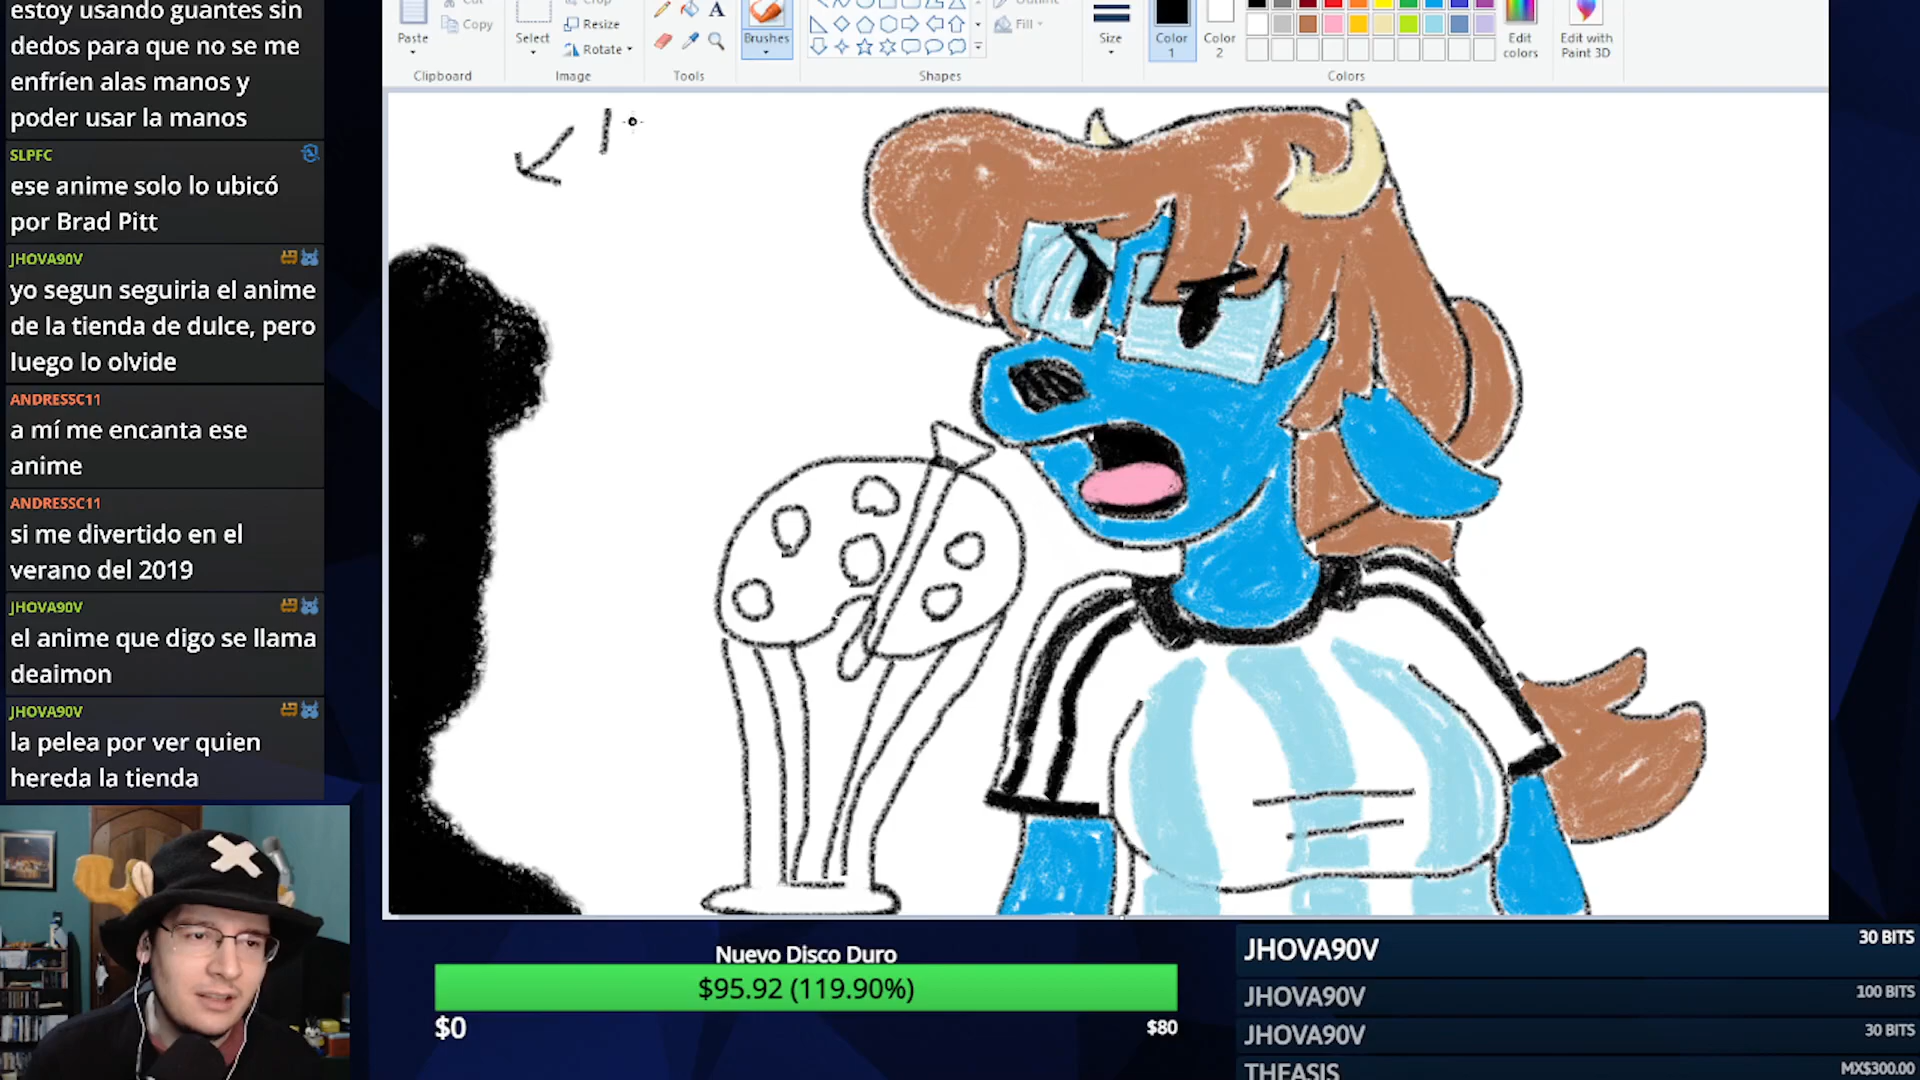 estoy usando guantes sin
dedos para que no se me
enfríen alas manos y
poder usar la manos
SLPFC
ese anime solo lo ubicó
por Brad Pitt
JHOVA90V
yo segun seguiria el anime
de la tienda de dulce, pero
luego lo olvide
ANDRESSC11
a mí me encanta ese
anime
ANDRESSC11
si me divertido en el
verano del 2019
JHOVA90V
el anime que digo se llama
deaimon
JHOVA90V
la pelea por ver quien
hereda la tienda
Cut
Copy
Paste
Clipboard
Crop
Resize
Rotate
Select
Image
A
Tools
Brushes
Outline
Fill
Shapes
Size
Color
1
Color
2
Edit
colors
Edit with
Paint 3D
Colors
Nuevo Disco Duro
$95.92 (119.90%)
$0
$80
JHOVA90V
30 BITS
JHOVA90V
100 BITS
JHOVA90V
30 BITS
THEASIS
MX$300.00